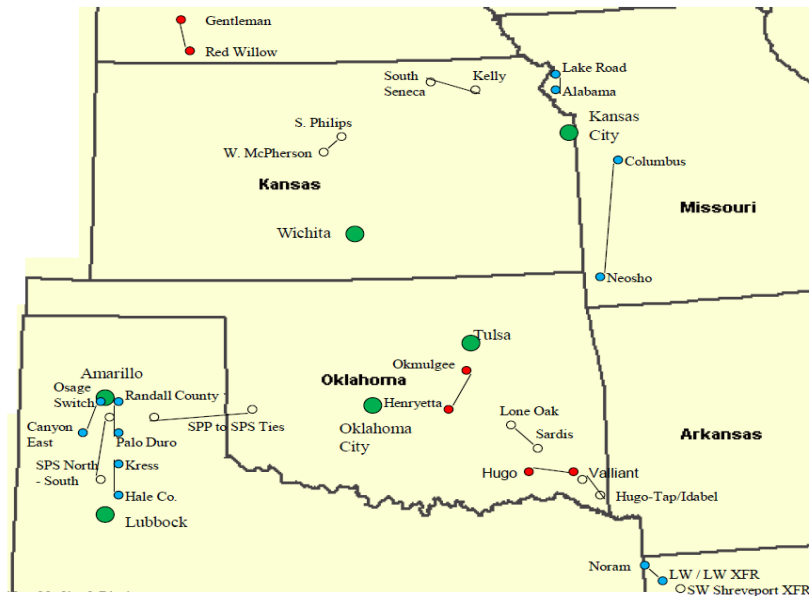 Gentleman
Red Willow
South
Seneca
Kelly
Lake Road
Alabama
S. Philips
Kansas
City
W. McPherson
Columbus
Kansas
Missouri
Wichita
Neosho
Tulsa
Okmulgee
Amarillo
Oklahoma
Osage
Switch
Randall County
Henryetta
SPP to SPS Ties
Oklahoma
City
Lone Oak
Canyon
East
Palo Duro
Sardis
Arkansas
SPS North
- South
Kress
Hugo
Valliant
Hale Co.
Hugo-Tap/Idabel
Lubbock
Noram
LW / LW XFR
SW Shreveport XFR